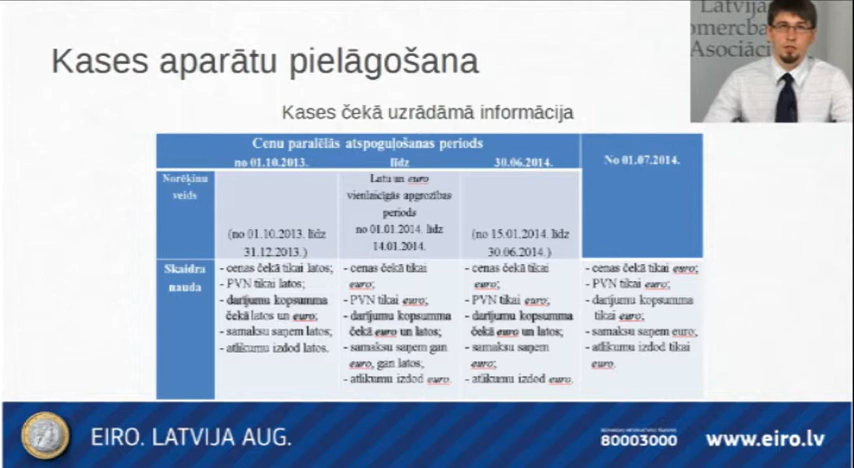 Latvija
omercba
Asociāci
Kases aparātu pielāgošana
Kases čekā uzrādāmā informācija
Cenu paralēlās atspoguļošanas periods
no 01.10.2013. līdz 30.06.2014.
No 01.07.2014.
Norēķinu
veids
(no 01.10.2013. līdz
31.12.2013.)
Latu un euro
vienlaicīgās apgrozības
periods
no 01.01.2014. līdz
14.01.2014.
(no 15.01.2014. līdz
30.06.2014.)
Skaidra
nauda
- cenas čekā tikai latos;
- PVN tikai latos;
- darījumu kopsumma
čekā latos un euro;
- samaksu saņem latos;
- atlikumu izdod latos.
- cenas čekā tikai
euro;
- PVN tikai euro;
- darījumu kopsumma
čekā euro un latos;
- samaksu saņem gan
euro, gan latos;
- atlikumu izdod euro.
- cenas čekā tikai
euro;
- PVN tikai euro;
- darījumu kopsumma
čekā euro un latos;
- samaksu saņem
euro;
- atlikumu izdod euro.
- cenas čekā tikai euro;
- PVN tikai euro;
- darījumu kopsumma
tikai euro;
- samaksu saņem euro;
- atlikumu izdod tikai
euro.
EIRO. LATVIJA AUG.
80003000
www.eiro.lv